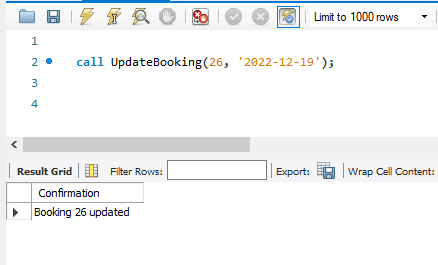 Limit to 1000 rows
1
2 call UpdateBooking(26, '2022-12-19');
3
4
Result Grid Filter Rows: Export: Wrap Cell Content:
Confirmation
Booking 26 updated